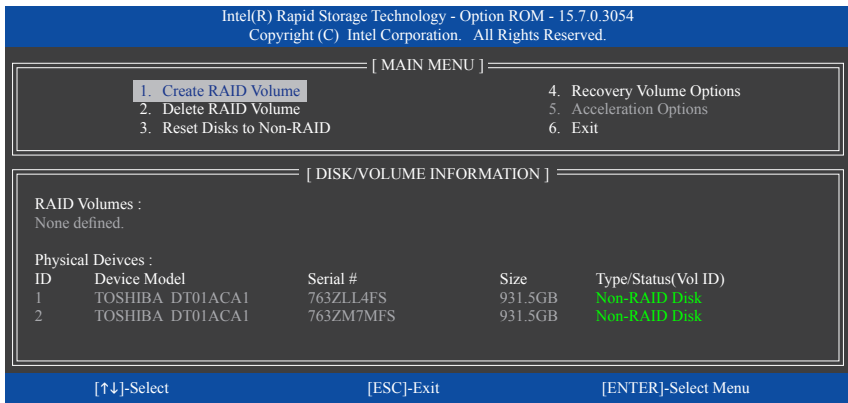 Intel(R) Rapid Storage Technology - Option ROM - 15.7.0.3054
Copyright (C) Intel Corporation. All Rights Reserved.
[ MAIN MENU ]
1. Create RAID Volume 4. Recovery Volume Options
2. Delete RAID Volume 5. Acceleration Options
3. Reset Disks to Non-RAID 6. Exit
[ DISK/VOLUME INFORMATION ]
RAID Volumes :
None defined.
Physical Deivces :
ID Device Model Serial # Size Type/Status(Vol ID)
1 TOSHIBA DT01ACA1 763ZLL4FS 931.5GB Non-RAID Disk
2 TOSHIBA DT01ACA1 763ZM7MFS 931.5GB Non-RAID Disk
[↑↓]-Select [ESC]-Exit [ENTER]-Select Menu